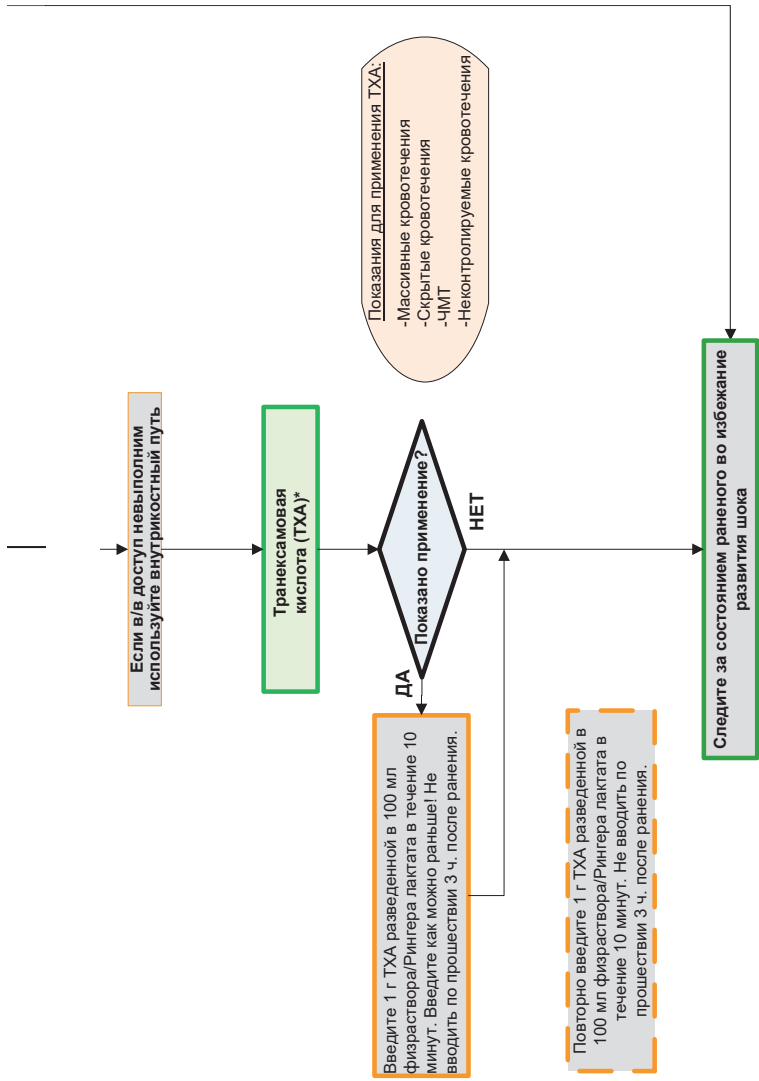 Если в/в доступ невыполним
используйте внутрикостный путь
Транексамовая
кислота (ТХА)*
Показано применение?
ДА
НЕТ
Показания для применения ТХА:
-Массивные кровотечения
-Скрытые кровотечения
-ЧМТ
-Неконтролируемые кровотечения
Введите 1 г ТХА разведенной в 100 мл
физраствора/Рингера лактата в течение 10
минут. Введите как можно раньше! Не
вводить по прошествии 3 ч. после ранения.
Повторно введите 1 г ТХА разведенной в
100 мл физраствора/Рингера лактата в
течение 10 минут. Не вводить по
прошествии 3 ч. после ранения.
Следите за состоянием раненого во избежание
развития шока